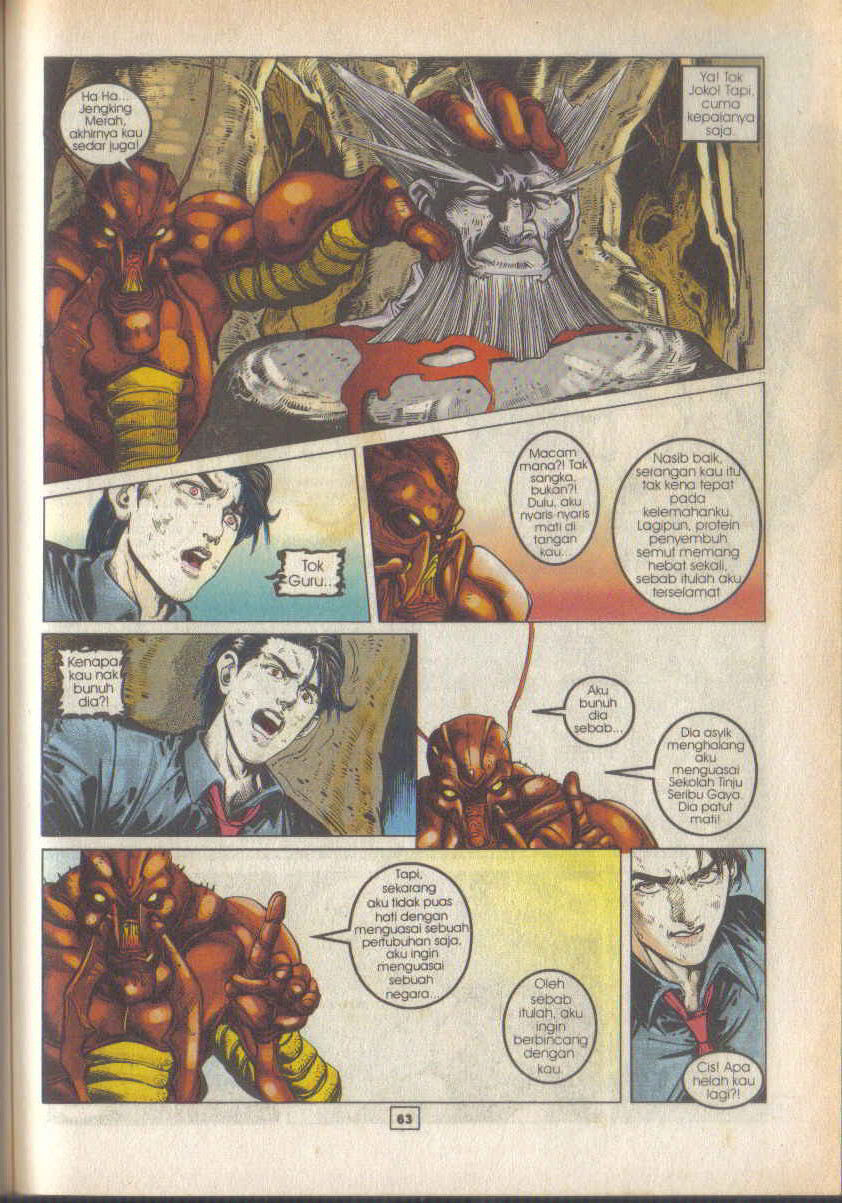 Ha Ha...
Jengking
Merah,
akhirnya kau
sedar juga!
Ya! Tok
Joko! Tapi,
cuma
kepalanya
saja.
Tok
Guru...
Macam
mana?! Tak
sangka,
bukan?!
Dulu, aku
nyaris-nyaris
mati di
tangan
kau...
Nasib baik,
serangan kau itu
tak kena tepat
pada
kelemahanku.
Lagipun, protein
penyembuh
semut memang
hebat sekali,
sebab itulah aku
terselamat
Kenapa
kau nak
bunuh
dia?!
Aku
bunuh
dia
sebab...
Dia asyik
menghalang
aku
menguasai
Sekolah Tinju
Seribu Gaya.
Dia patut
mati!
Tapi,
sekarang
aku tidak puas
hati dengan
menguasai sebuah
pertubuhan saja,
aku ingin
menguasai
sebuah
negara...
Oleh
sebab
itulah, aku
ingin
berbincang
dengan
kau.
Cis! Apa
helah kau
lagi?!
63